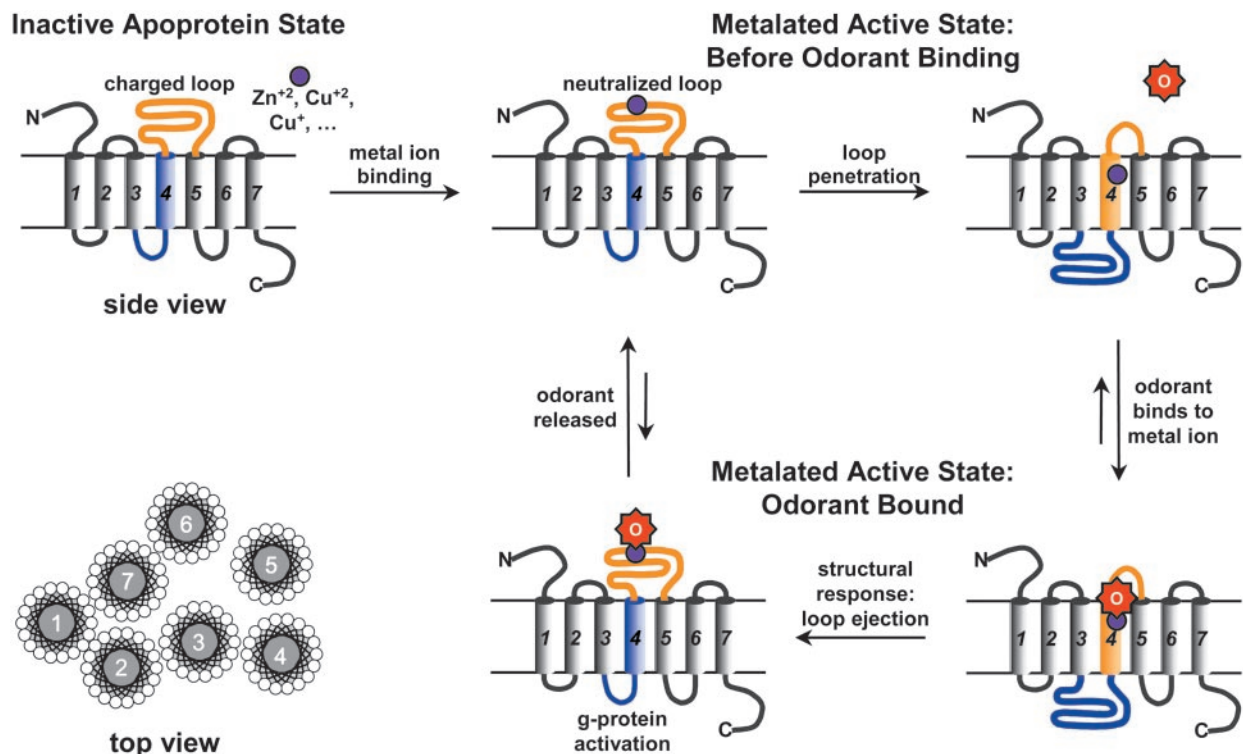 Inactive Apoprotein State
charged loop
Zn+2, Cu+2,
Cu+, ...
N
1 2 3 4 5 6 7
C
side view
metal ion
binding
Metalated Active State:
Before Odorant Binding
neutralized loop
N
1 2 3 4 5 6 7
C
loop
penetration
O
N
1 2 3 4 5 6 7
C
odorant
released
odorant
binds to
metal ion
Metalated Active State:
Odorant Bound
O
N
1 2 3 4 5 6 7
C
g-protein
activation
structural
response:
loop ejection
O
N
1 2 3 4 5 6 7
C
6
5
7
1
3
4
2
top view